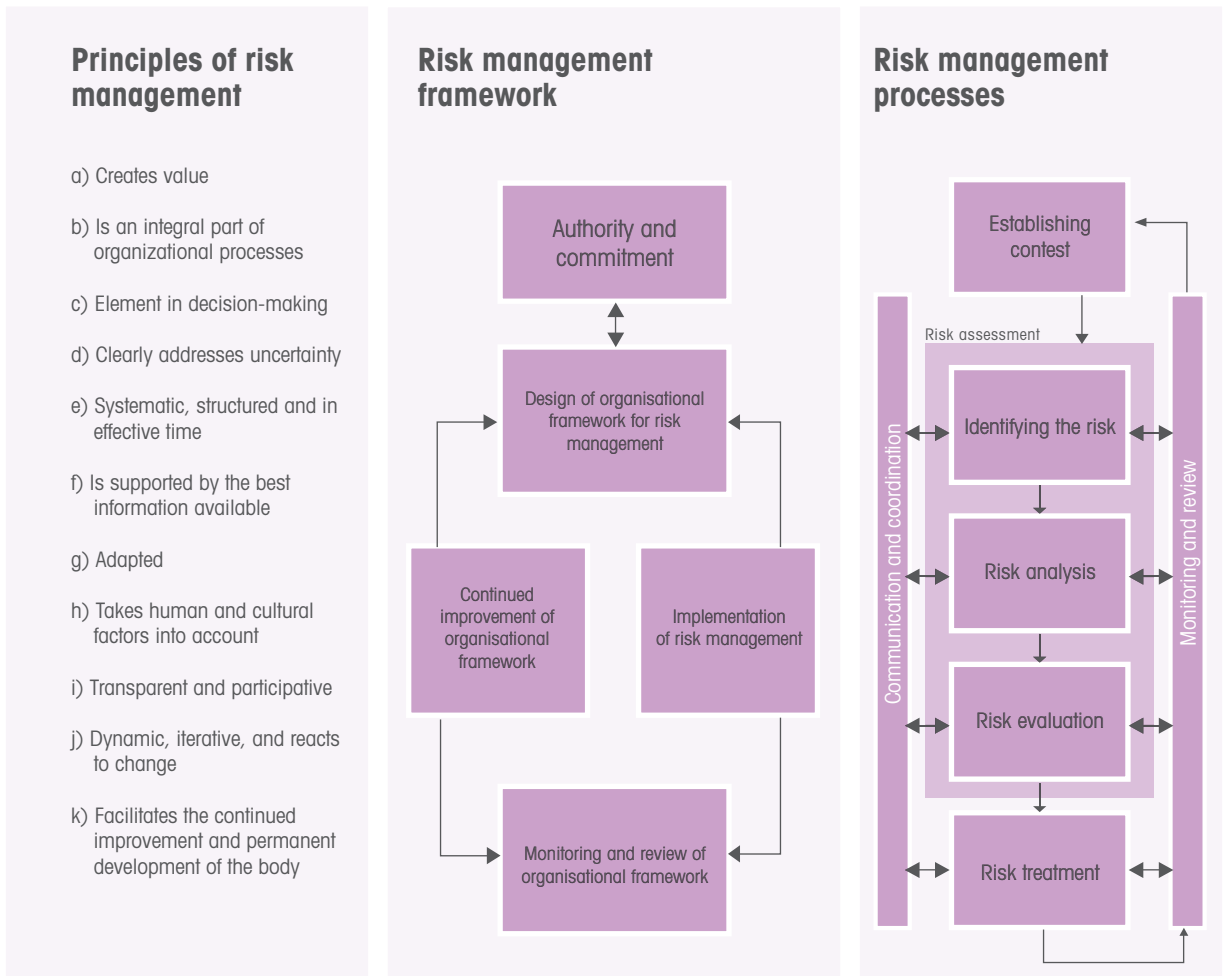 Principles of risk
management
a) Creates value
b) Is an integral part of
organizational processes
c) Element in decision-making
d) Clearly addresses uncertainty
e) Systematic, structured and in
effective time
f) Is supported by the best
information available
g) Adapted
h) Takes human and cultural
factors into account
i) Transparent and participative
j) Dynamic, iterative, and reacts
to change
k) Facilitates the continued
improvement and permanent
development of the body
Risk management
framework
Authority and
commitment
Design of organisational
framework for risk
management
Continued
improvement of
organisational
framework
Implementation
of risk management
Monitoring and review of
organisational framework
Risk management
processes
Establishing
contest
Risk assessment
Identifying the risk
Risk analysis
Risk evaluation
Risk treatment
Communication and coordination
Monitoring and review